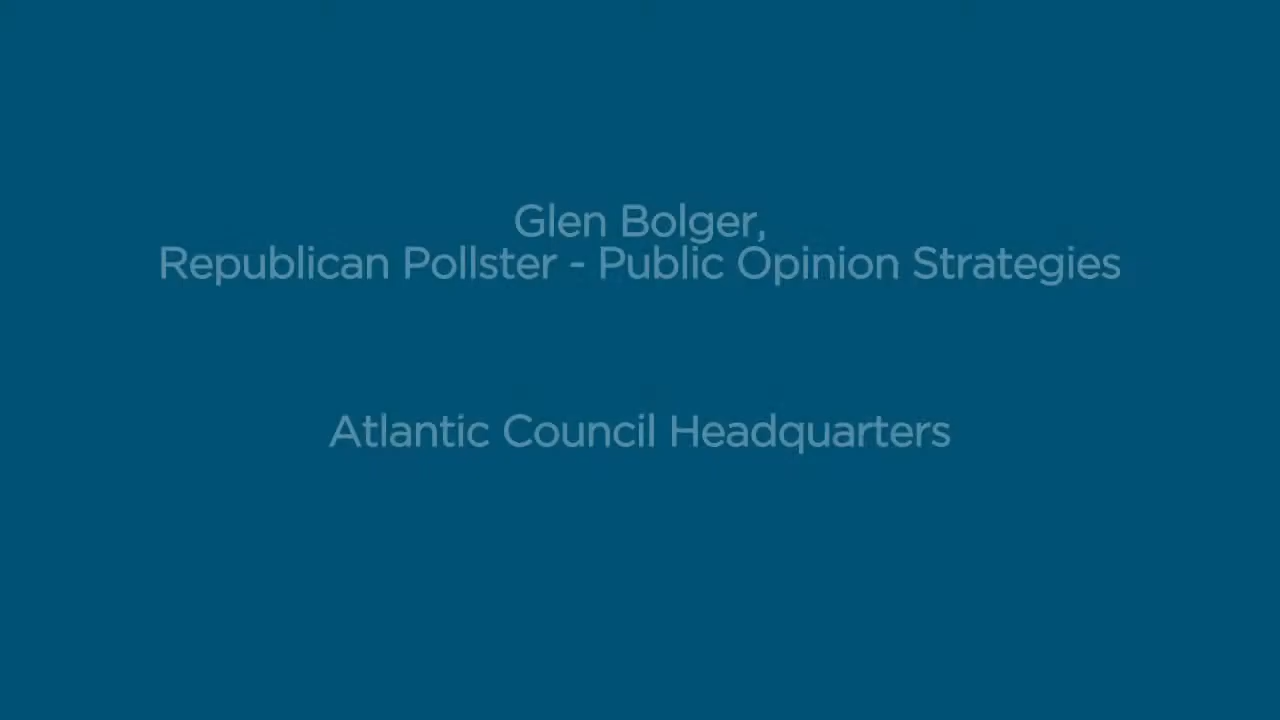 Glen Bolger,
Republican Pollster - Public Opinion Strategies
Atlantic Council Headquarters